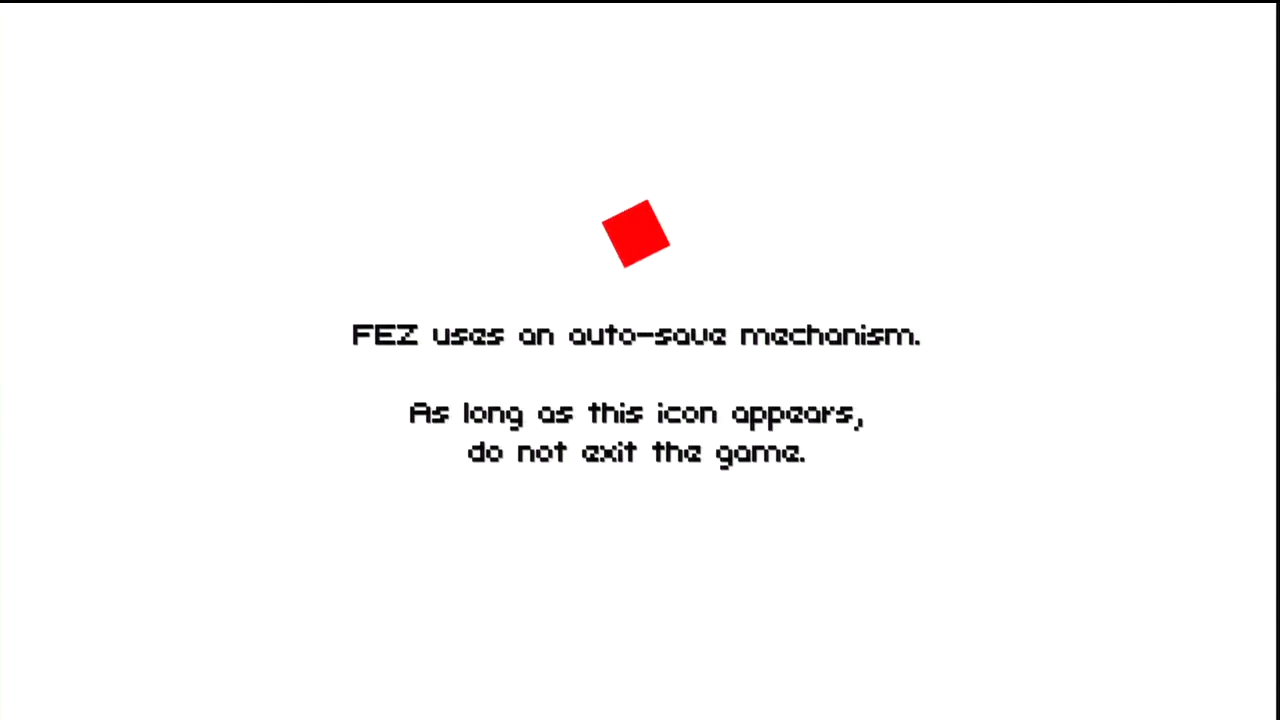 FEZ uses an auto-save mechanism.
As long as this icon appears,
do not exit the game.